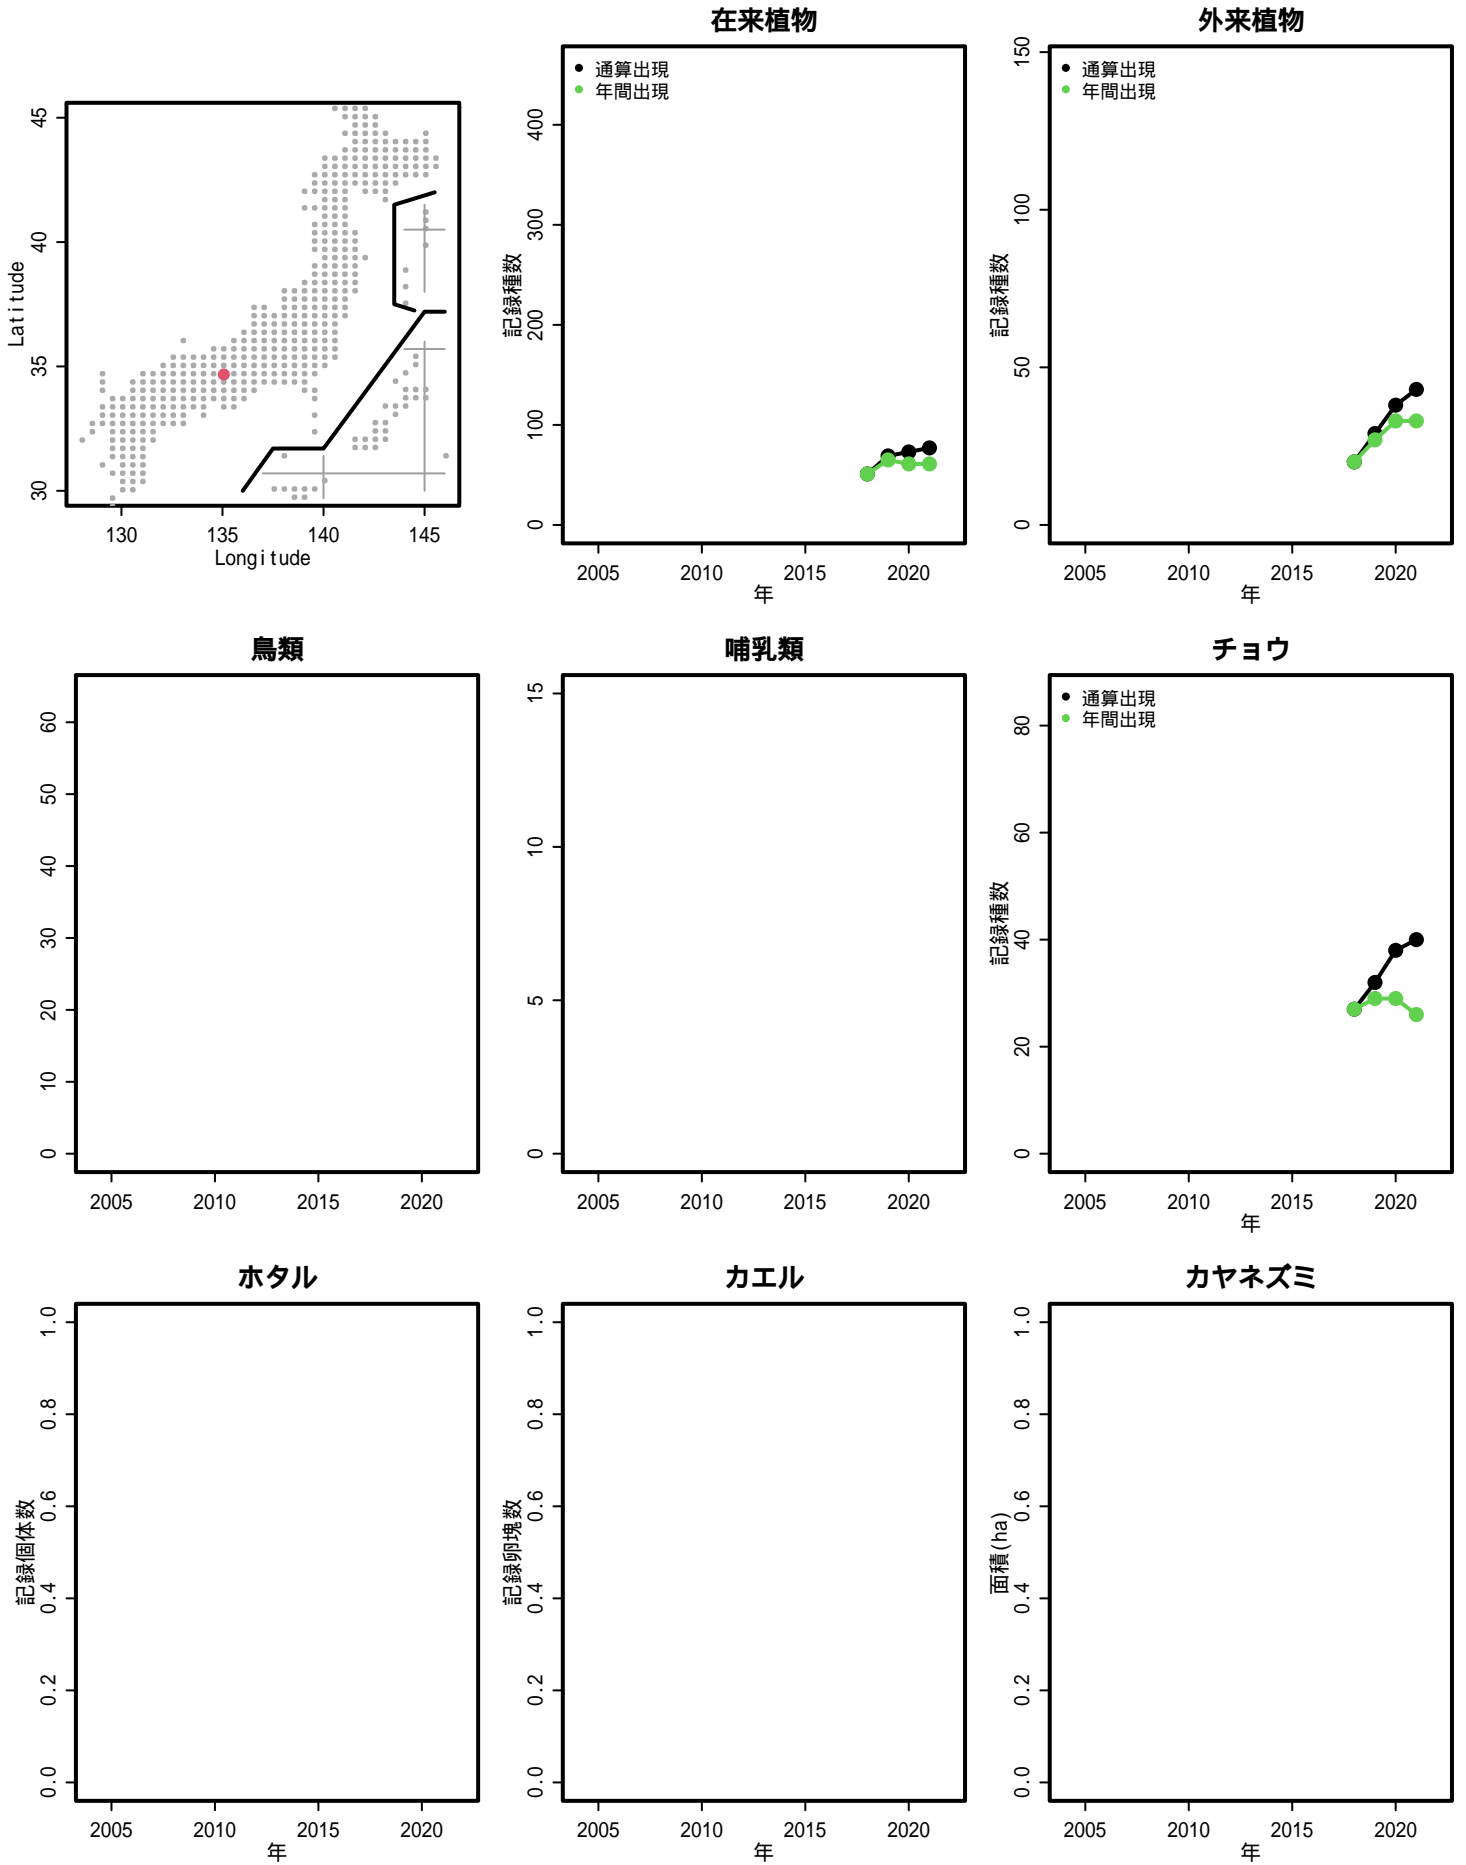 45
40
35
30
Latitude
130 135 140 145
Longitude
在来植物
通算出現
年間出現
400
300
200
100
0
記録種数
2005 2010 2015 2020
年
外来植物
通算出現
年間出現
150
100
50
0
記録種数
2005 2010 2015 2020
年
鳥類
60
50
40
30
20
10
0
2005 2010 2015 2020
哺乳類
15
10
5
0
2005 2010 2015 2020
チョウ
通算出現
年間出現
80
60
40
20
0
記録種数
2005 2010 2015 2020
年
ホタル
1.0
0.8
0.6
0.4
0.2
0.0
記録個体数
2005 2010 2015 2020
年
カエル
1.0
0.8
0.6
0.4
0.2
0.0
記録卵塊数
2005 2010 2015 2020
年
カヤネズミ
1.0
0.8
0.6
0.4
0.2
0.0
面積(ha)
2005 2010 2015 2020
年